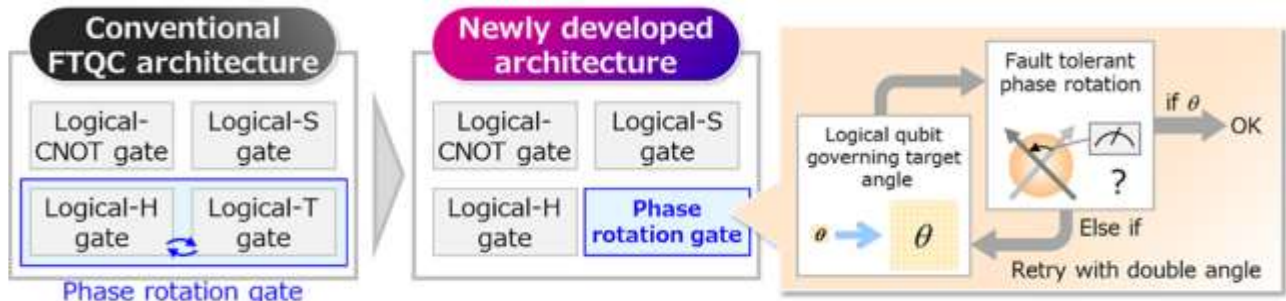 Conventional
FTQC architecture
Logical-
CNOT gate
Logical-S
gate
Logical-H
gate
Logical-T
gate
Phase rotation gate
Newly developed
architecture
Logical-
CNOT gate
Logical-S
gate
Logical-H
gate
Phase
rotation gate
Logical qubit
governing target
angle
θ
θ
Fault tolerant
phase rotation
?
if θ
OK
Else if
Retry with double angle